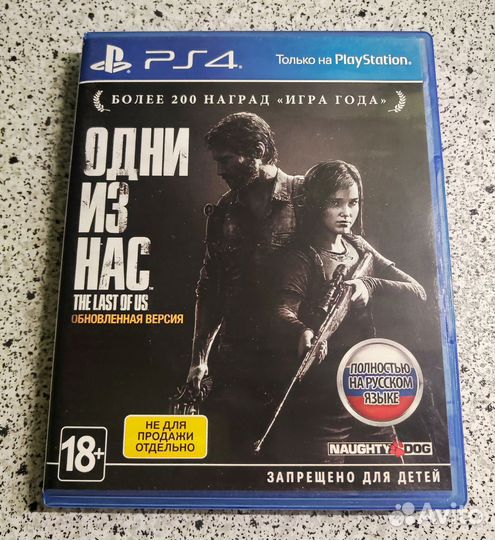 PS4
Только на PlayStation®
БОЛЕЕ 200 НАГРАД «ИГРА ГОДА»
ОДНИ
ИЗ
НАС™
THE LAST OF US
ОБНОВЛЕННАЯ ВЕРСИЯ
ПОЛНОСТЬЮ
НА РУССКОМ
ЯЗЫКЕ
НЕ ДЛЯ
ПРОДАЖИ
ОТДЕЛЬНО
18+
NAUGHTY DOG
ЗАПРЕЩЕНО ДЛЯ ДЕТЕЙ
Avito